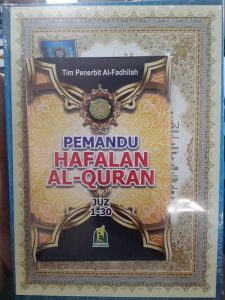 Tim Penerbit Al-Fadhilah
PEMANDU
HAFALAN
AL-QURAN
JUZ
1-30